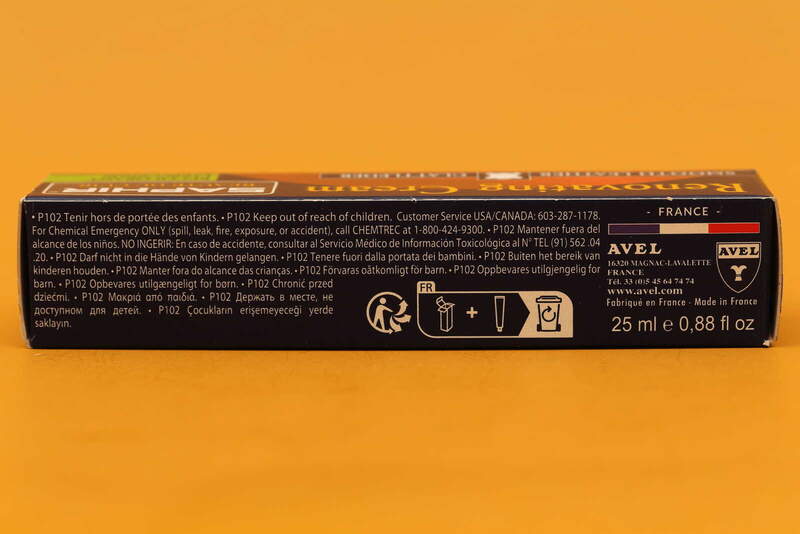 Renovating Cream
SMOOTH LEATHER
GLATTLEDER
SAPHIR
• P102 Tenir hors de portée des enfants. • P102 Keep out of reach of children. Customer Service USA/CANADA: 603-287-1178.
For Chemical Emergency ONLY (spill, leak, fire, exposure, or accident), call CHEMTREC at 1-800-424-9300. • P102 Mantener fuera del
alcance de los niños. NO INGERIR: En caso de accidente, consultar al Servicio Médico de Información Toxicológica al N° TEL (91) 562 .04
.20. • P102 Darf nicht in die Hände von Kindern gelangen. • P102 Tenere fuori dalla portata dei bambini. • P102 Buiten het bereik van
kinderen houden. • P102 Manter fora do alcance das crianças. • P102 Förvaras oåtkomligt för barn. • P102 Oppbevares utilgjengelig for
barn. • P102 Opbevares utilgængeligt for børn. • P102 Chronić przed
dziećmi. • P102 Μακριά από παιδιά. • P102 Держать в месте, не
доступном для детей. • P102 Çocukların erişemeyeceği yerde
saklayın.
FR
+
- FRANCE -
AVEL
16320 MAGNAC-LAVALETTE
FRANCE
Tél. 33 (0)5 45 64 74 74
www.avel.com
AVEL
Fabriqué en France - Made in France
25 ml e 0,88 fl oz